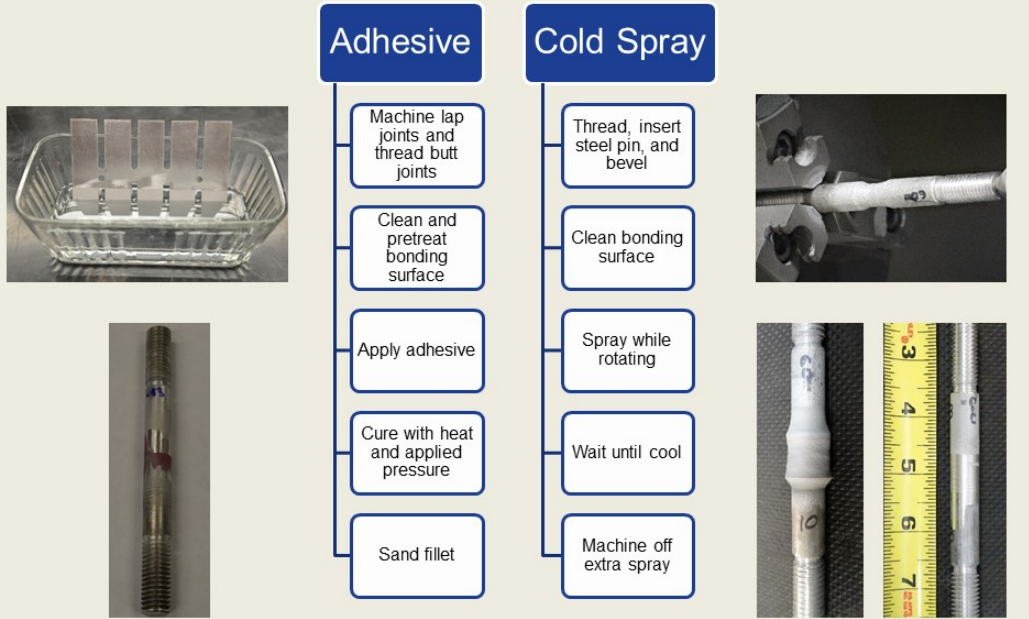 Adhesive
Machine lap
joints and
thread butt
joints
Clean and
pretreat
bonding
surface
Apply adhesive
Cure with heat
and applied
pressure
Sand fillet
Cold Spray
Thread, insert
steel pin, and
bevel
Clean bonding
surface
Spray while
rotating
Wait until cool
Machine off
extra spray
10
3
4
5
6
7